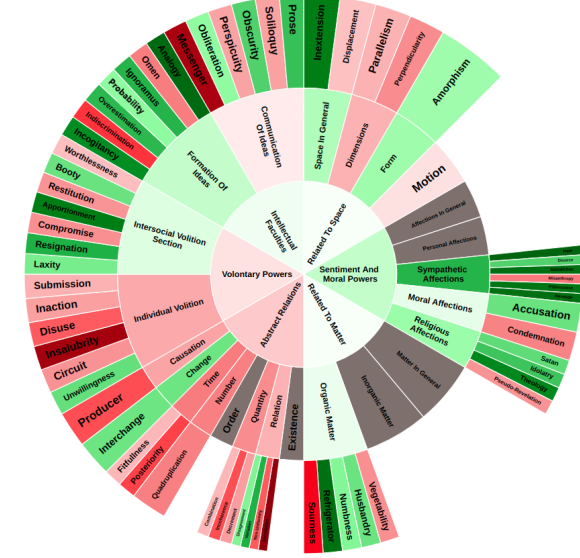 Related To Space
Sentiment And
Moral Powers
Related To Matter
Abstract Relations
Voluntary Powers
Intellectual
Faculties
Space In General
Dimensions
Form
Motion
Affections In General
Personal Affections
Sympathetic
Affections
Moral Affections
Religious
Affections
Matter In General
Inorganic Matter
Organic Matter
Existence
Relation
Quantity
Order
Number
Time
Change
Causation
Individual Volition
Intersocial Volition
Section
Formation Of
Ideas
Communication
Of Ideas
Inextension
Displacement
Parallelism
Perpendicularity
Amorphism
Accusation
Condemnation
Satan
Idolatry
Theology
Pseudo-Revelation
Vegetability
Husbandry
Numbness
Refrigerator
Sourness
Combination
Decrement
Quadruplication
Posteriority
Fitfullness
Interchange
Producer
Unwillingness
Circuit
Insalubrity
Disuse
Inaction
Submission
Laxity
Resignation
Compromise
Apportionment
Restitution
Booty
Worthlessness
Incogitancy
Indiscrimination
Overestimation
Probability
Ignoramus
Omen
Analogy
Messenger
Obliteration
Perspicuity
Obscurity
Soliloquy
Prose